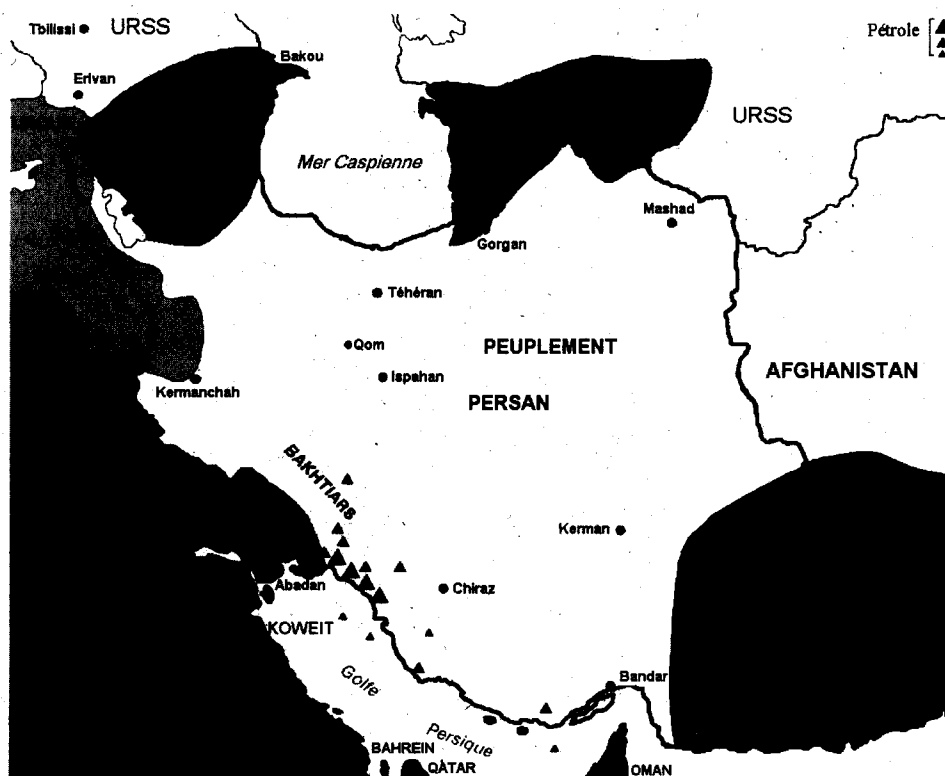 Tbilissi
URSS
Pétrole
Bakou
Erivan
URSS
Mer Caspienne
Mashad
Gorgan
Téhéran
Qom
PEUPLEMENT
Ispahan
AFGHANISTAN
Kermanchah
PERSAN
BAKHTIARS
Kerman
Abadan
Chiraz
KOWEIT
Golfe
Bandar
Persique
BAHREIN
QATAR
OMAN